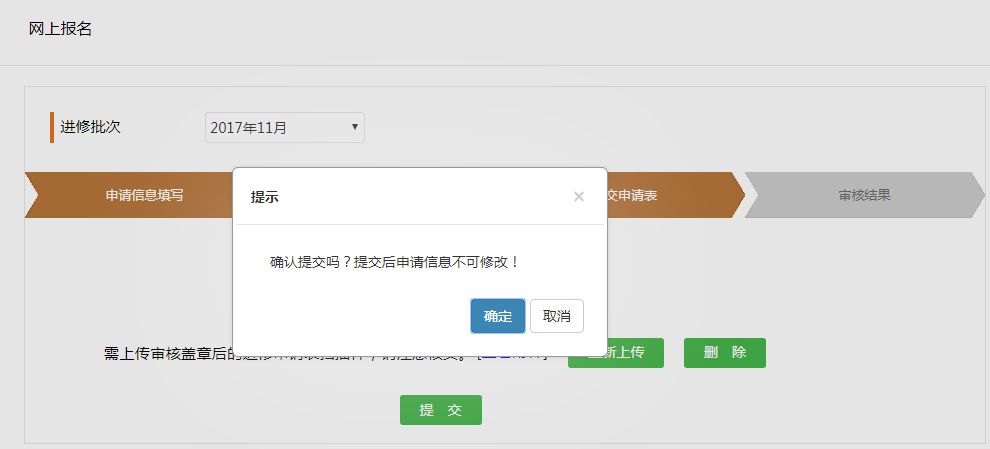 网上报名
进修批次
2017年11月
申请信息填写
交申请表
审核结果
提示
×
确认提交吗？提交后申请信息不可修改！
确定
取消
需上传审核盖章后的
新上传
删 除
提 交